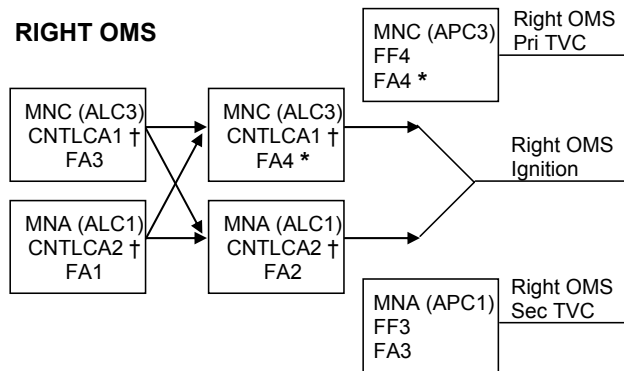 RIGHT OMS
MNC (APC3)
FF4
FA4 *
Right OMS
Pri TVC
MNC (ALC3)
CNTLCA1 †
FA3
MNC (ALC3)
CNTLCA1 †
FA4 *
Right OMS
Ignition
MNA (ALC1)
CNTLCA2 †
FA1
MNA (ALC1)
CNTLCA2 †
FA2
MNA (APC1)
FF3
FA3
Right OMS
Sec TVC